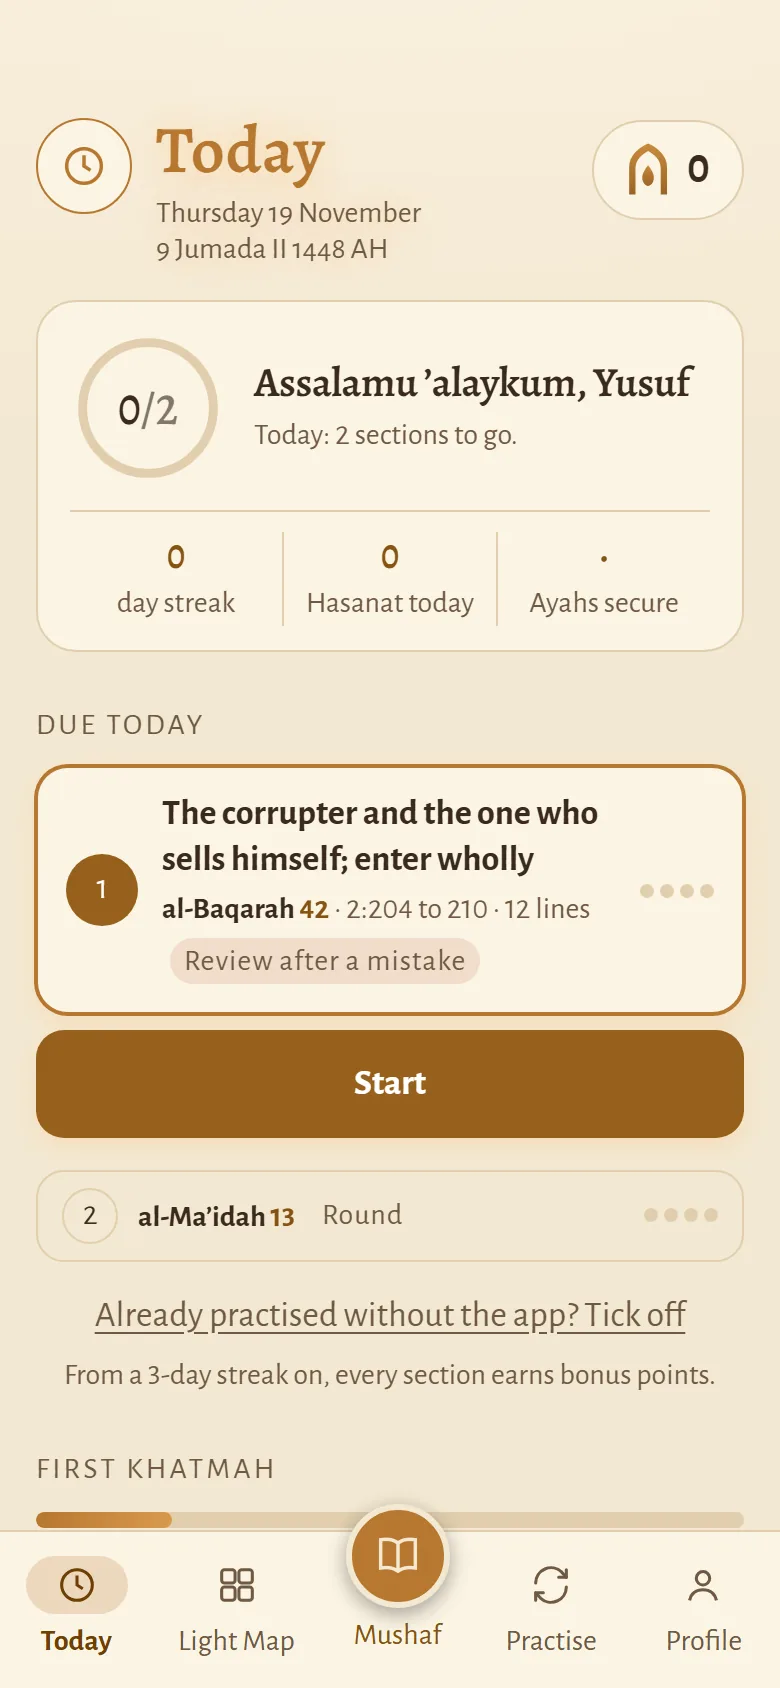 Today
Thursday 19 November
9 Jumada II 1448 AH
0
0/2
Assalamu ’alaykum, Yusuf
Today: 2 sections to go.
0
day streak
0
Hasanat today
·
Ayahs secure
DUE TODAY
1
The corrupter and the one who
sells himself; enter wholly
al-Baqarah 42 · 2:204 to 210 · 12 lines
Review after a mistake
Start
2 al-Ma’idah 13 Round
Already practised without the app? Tick off
From a 3-day streak on, every section earns bonus points.
FIRST KHATMAH
Today
Light Map
Mushaf
Practise
Profile